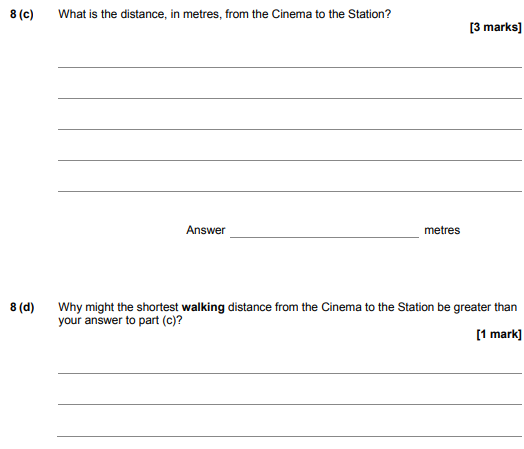 8 (c) What is the distance, in metres, from the Cinema to the Station?
[3 marks]
Answer metres
8 (d) Why might the shortest walking distance from the Cinema to the Station be greater than
your answer to part (c)?
[1 mark]